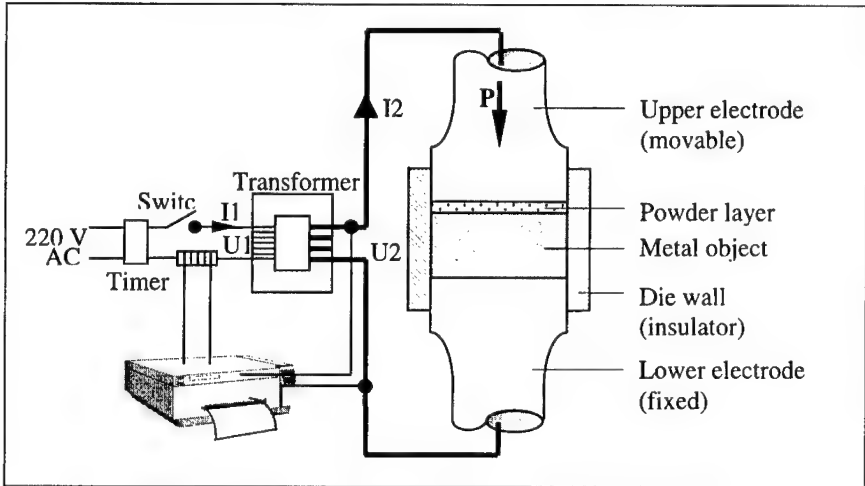 I2
P
Upper electrode
(movable)
Transformer
Switc
I1
220 V
AC
U1
U2
Timer
Powder layer
Metal object
Die wall
(insulator)
Lower electrode
(fixed)